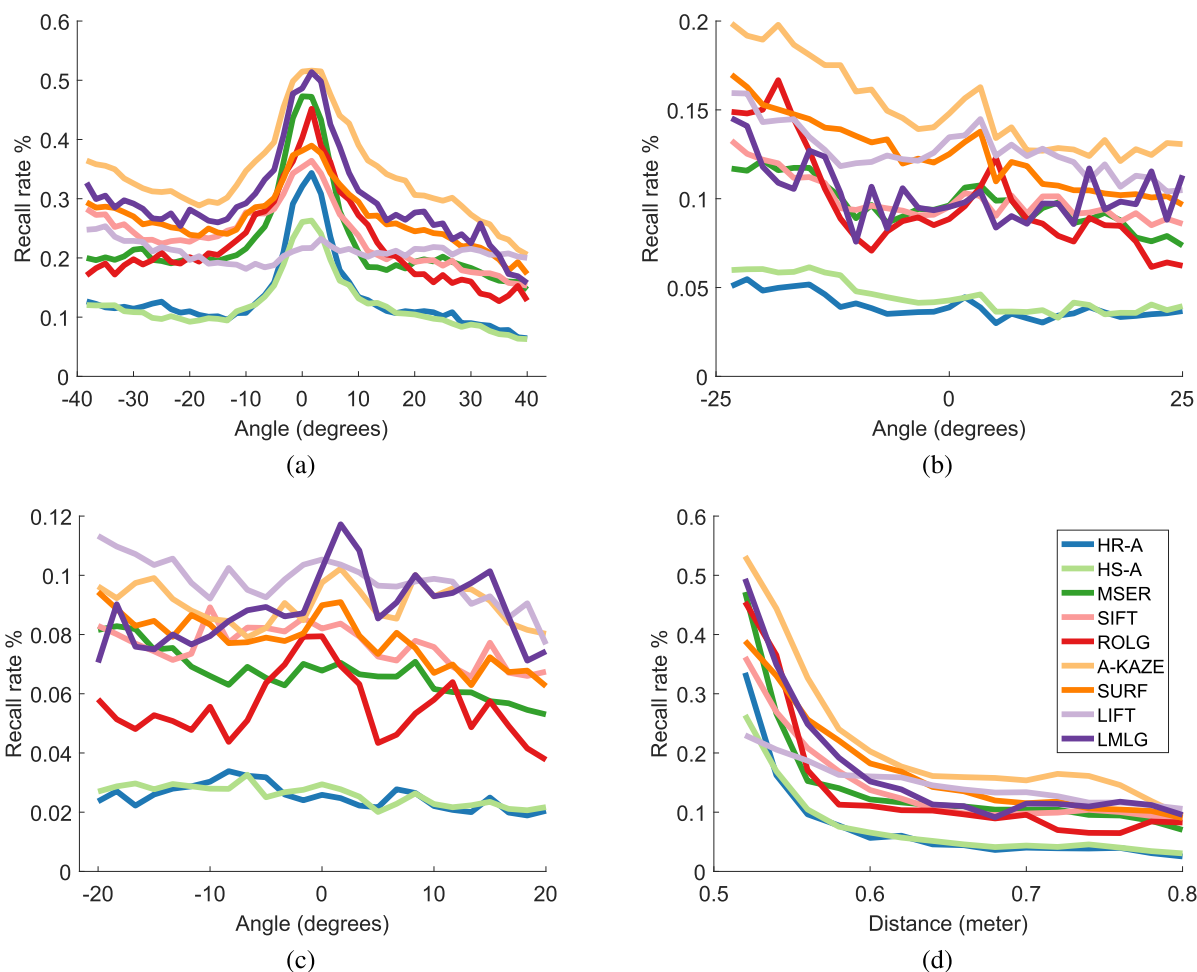 0.6
0.5
0.4
0.3
0.2
0.1
0
Recall rate %
-40 -30 -20 -10 0 10 20 30 40
Angle (degrees)
(a)
0.2
0.15
0.1
0.05
0
Recall rate %
-25 0 25
Angle (degrees)
(b)
0.12
0.1
0.08
0.06
0.04
0.02
0
Recall rate %
-20 -10 0 10 20
Angle (degrees)
(c)
0.6
0.5
0.4
0.3
0.2
0.1
0
Recall rate %
HR-A
HS-A
MSER
SIFT
ROLG
A-KAZE
SURF
LIFT
LMLG
0.5 0.6 0.7 0.8
Distance (meter)
(d)